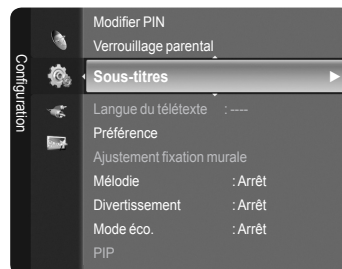 Configuration
Modifier PIN
Verrouillage parental
Sous-titres
Langue du télétexte : ----
Préférence
Ajustement fixation murale
Mélodie : Arrêt
Divertissement : Arrêt
Mode éco. : Arrêt
PIP